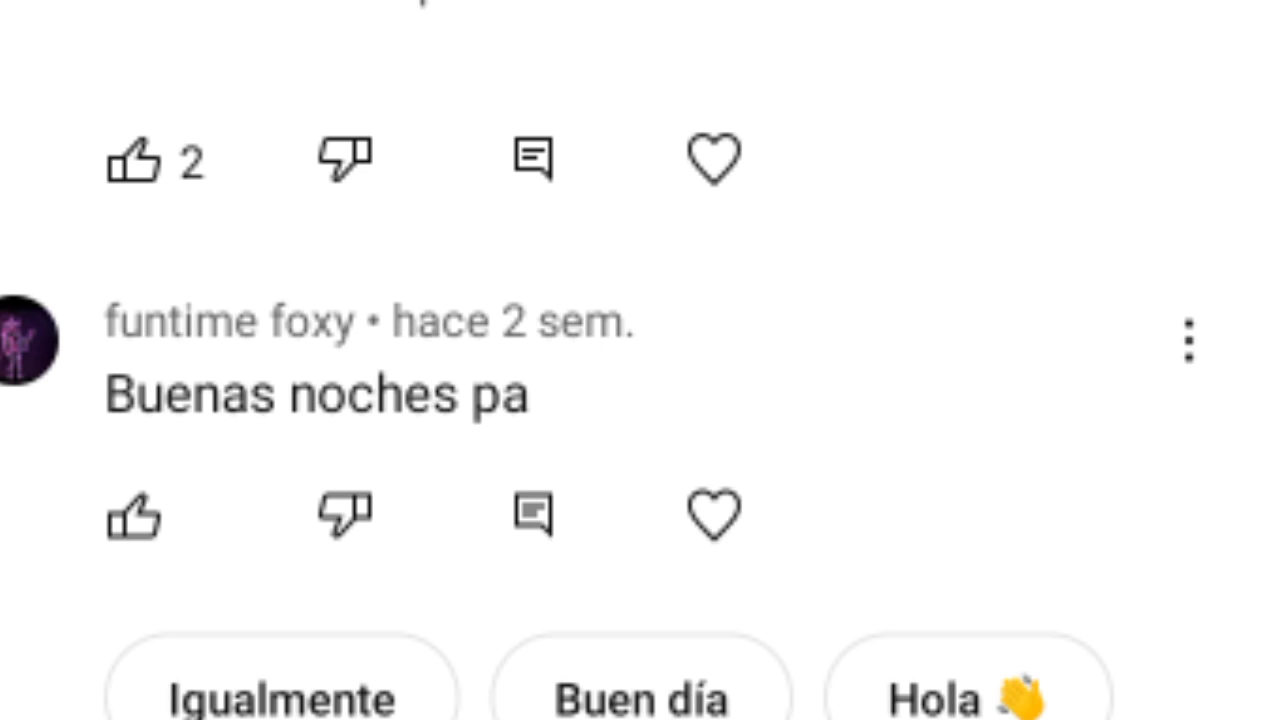 2
funtime foxy • hace 2 sem.
Buenas noches pa
Igualmente
Buen día
Hola 👋